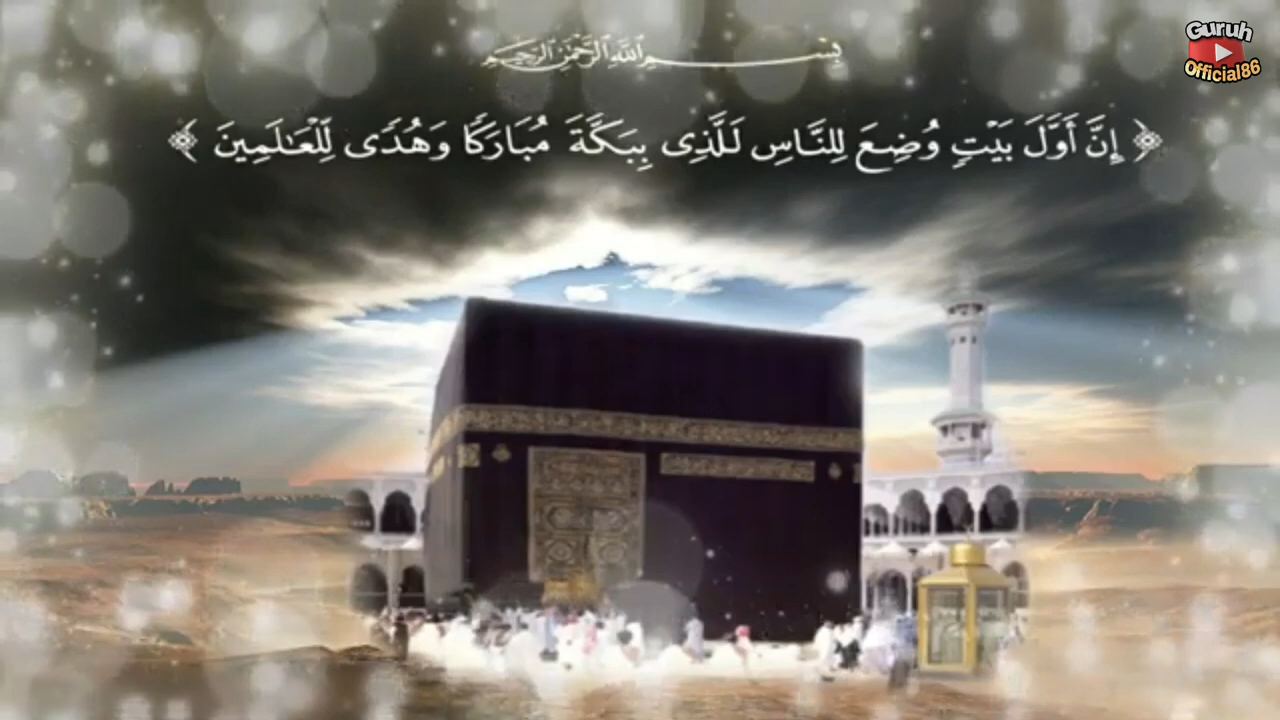 بِسْمِ اللَّهِ الرَّحْمَٰنِ الرَّحِيمِ
﴿ إِنَّ أَوَّلَ بَيْتٍ وُضِعَ لِلنَّاسِ لَلَّذِى بِبَكَّةَ مُبَارَكًا وَهُدًى لِّلْعَٰلَمِينَ ﴾
Guruh
Official86